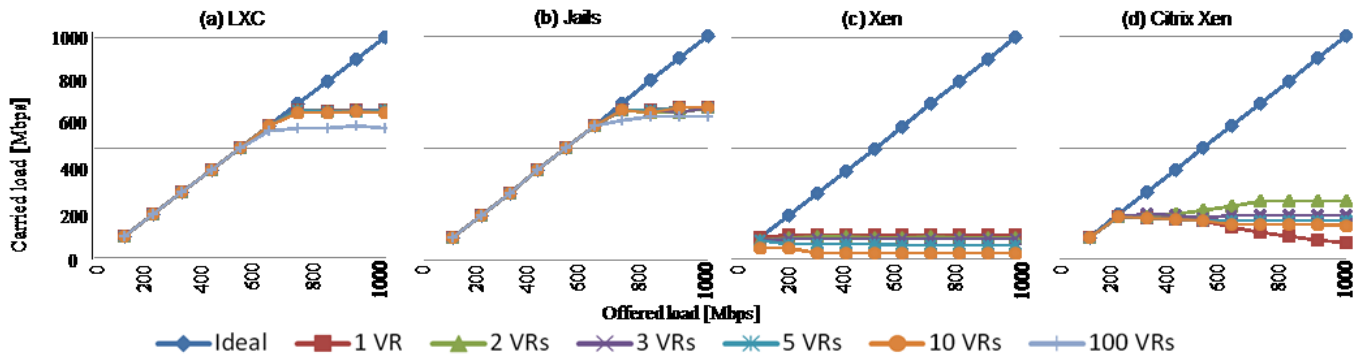 (a) LXC (b) Jails (c) Xen (d) Citrix Xen
Carried load [Mbps]
1000
800
600
400
200
0
0 200 400 600 800 1000
0 200 400 600 800 1000
0 200 400 600 800 1000
0 200 400 600 800 1000
Offered load [Mbps]
Ideal 1 VR 2 VRs 3 VRs 5 VRs 10 VRs 100 VRs